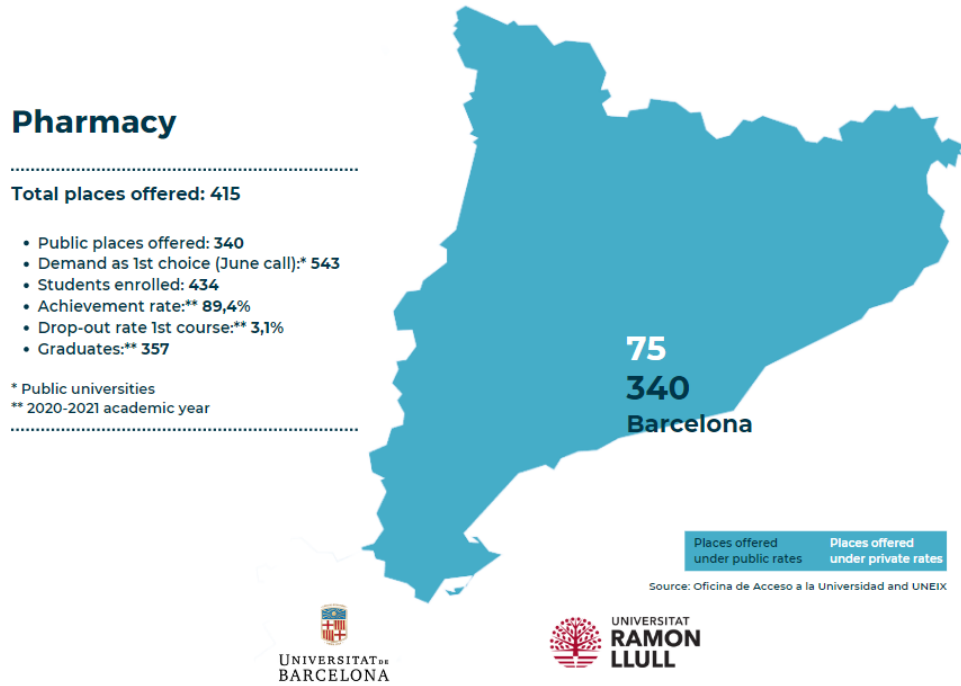 Pharmacy
Total places offered: 415
• Public places offered: 340
• Demand as 1st choice (June call):* 543
• Students enrolled: 434
• Achievement rate:** 89,4%
• Drop-out rate 1st course:** 3,1%
• Graduates:** 357
* Public universities
** 2020-2021 academic year
75
340
Barcelona
Places offered
under public rates
Places offered
under private rates
Source: Oficina de Acceso a la Universidad and UNEIX
UNIVERSITAT DE
BARCELONA
UNIVERSITAT
RAMON
LLULL